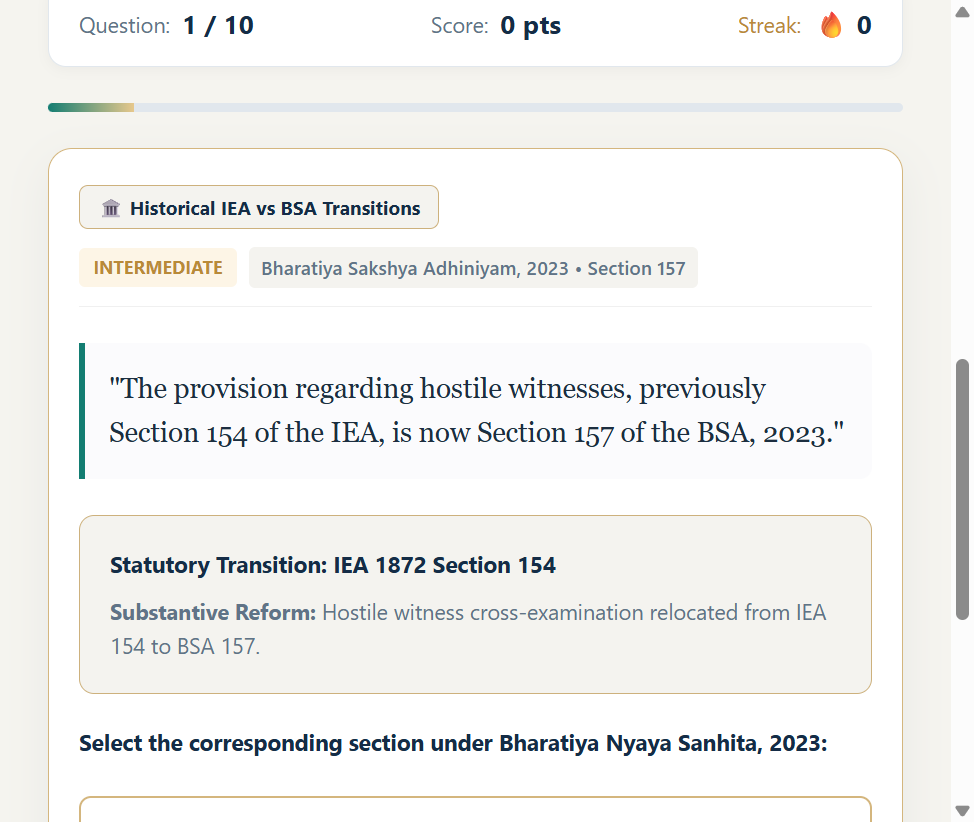 Question: 1 / 10
Score: 0 pts
Streak: 🔥 0
🏛️ Historical IEA vs BSA Transitions
INTERMEDIATE
Bharatiya Sakshya Adhiniyam, 2023 • Section 157
"The provision regarding hostile witnesses, previously
Section 154 of the IEA, is now Section 157 of the BSA, 2023."
Statutory Transition: IEA 1872 Section 154
Substantive Reform: Hostile witness cross-examination relocated from IEA
154 to BSA 157.
Select the corresponding section under Bharatiya Nyaya Sanhita, 2023: